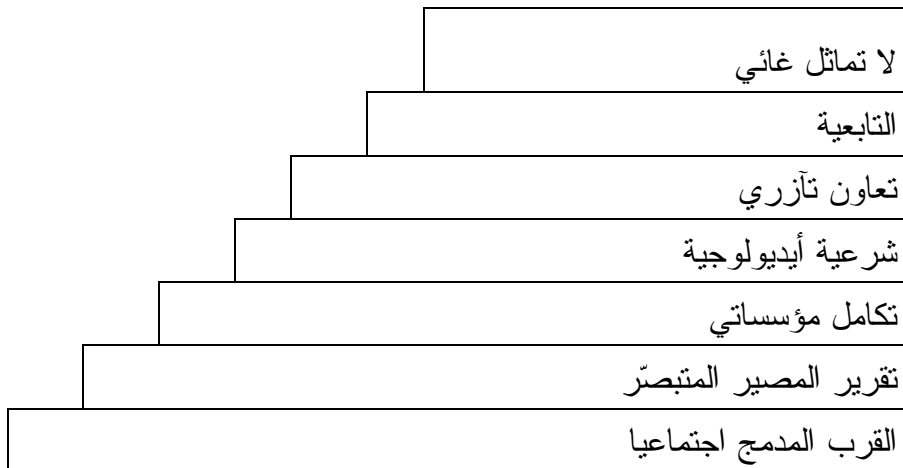 لا تماثل غائي
التابعية
تعاون تآزري
شرعية أيديولوجية
تكامل مؤسساتي
تقرير المصير المتبصّر
القرب المدمج اجتماعيا